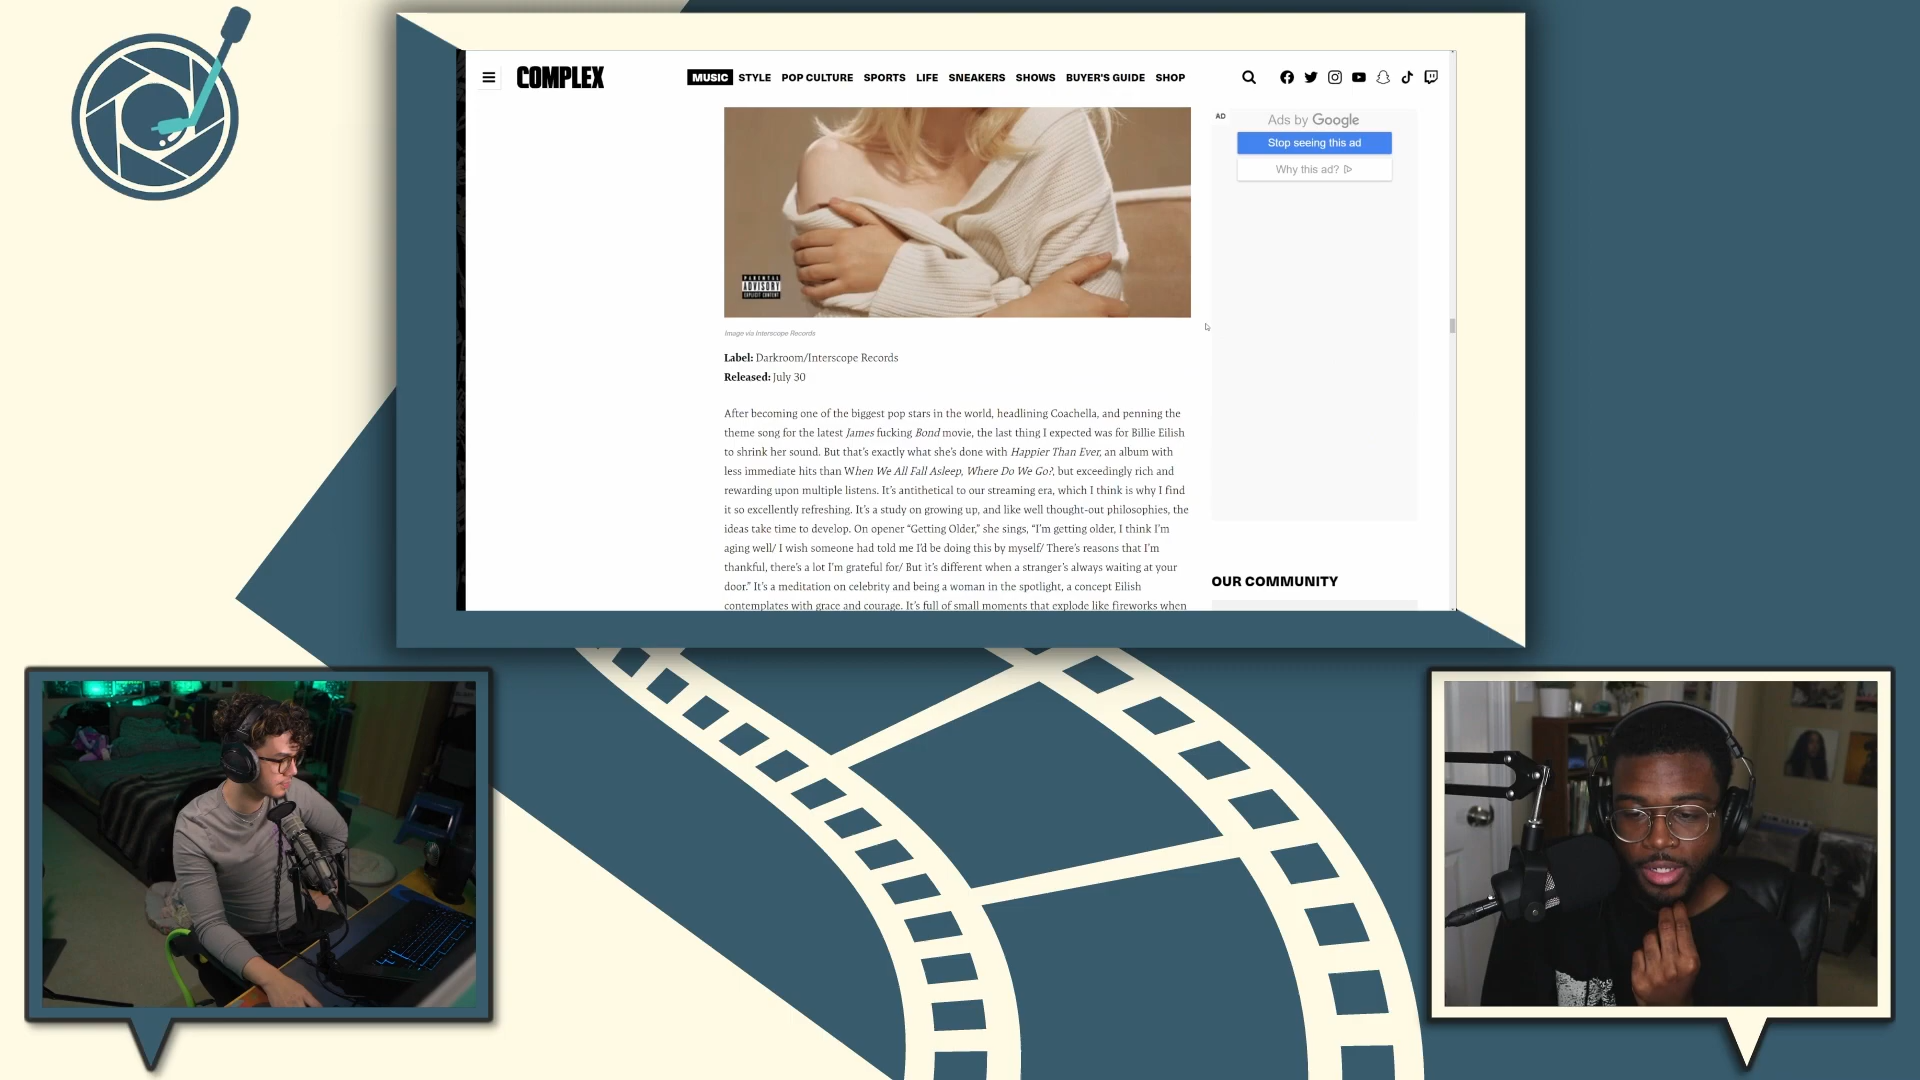 COMPLEX
MUSIC STYLE POP CULTURE SPORTS LIFE SNEAKERS SHOWS BUYER'S GUIDE SHOP
AD
Ads by Google
Stop seeing this ad
Why this ad?
PARENTAL
ADVISORY
EXPLICIT CONTENT
Image via Interscope Records
Label: Darkroom/Interscope Records
Released: July 30
After becoming one of the biggest pop stars in the world, headlining Coachella, and penning the
theme song for the latest James fucking Bond movie, the last thing I expected was for Billie Eilish
to shrink her sound. But that's exactly what she's done with Happier Than Ever, an album with
less immediate hits than When We All Fall Asleep, Where Do We Go?, but exceedingly rich and
rewarding upon multiple listens. It's antithetical to our streaming era, which I think is why I find
it so excellently refreshing. It's a study on growing up, and like well thought-out philosophies, the
ideas take time to develop. On opener “Getting Older,” she sings, “I'm getting older, I think I'm
aging well/ I wish someone had told me I'd be doing this by myself/ There's reasons that I'm
thankful, there's a lot I'm grateful for/ But it's different when a stranger's always waiting at your
door.” It's a meditation on celebrity and being a woman in the spotlight, a concept Eilish
contemplates with grace and courage. It's full of small moments that explode like fireworks when
OUR COMMUNITY